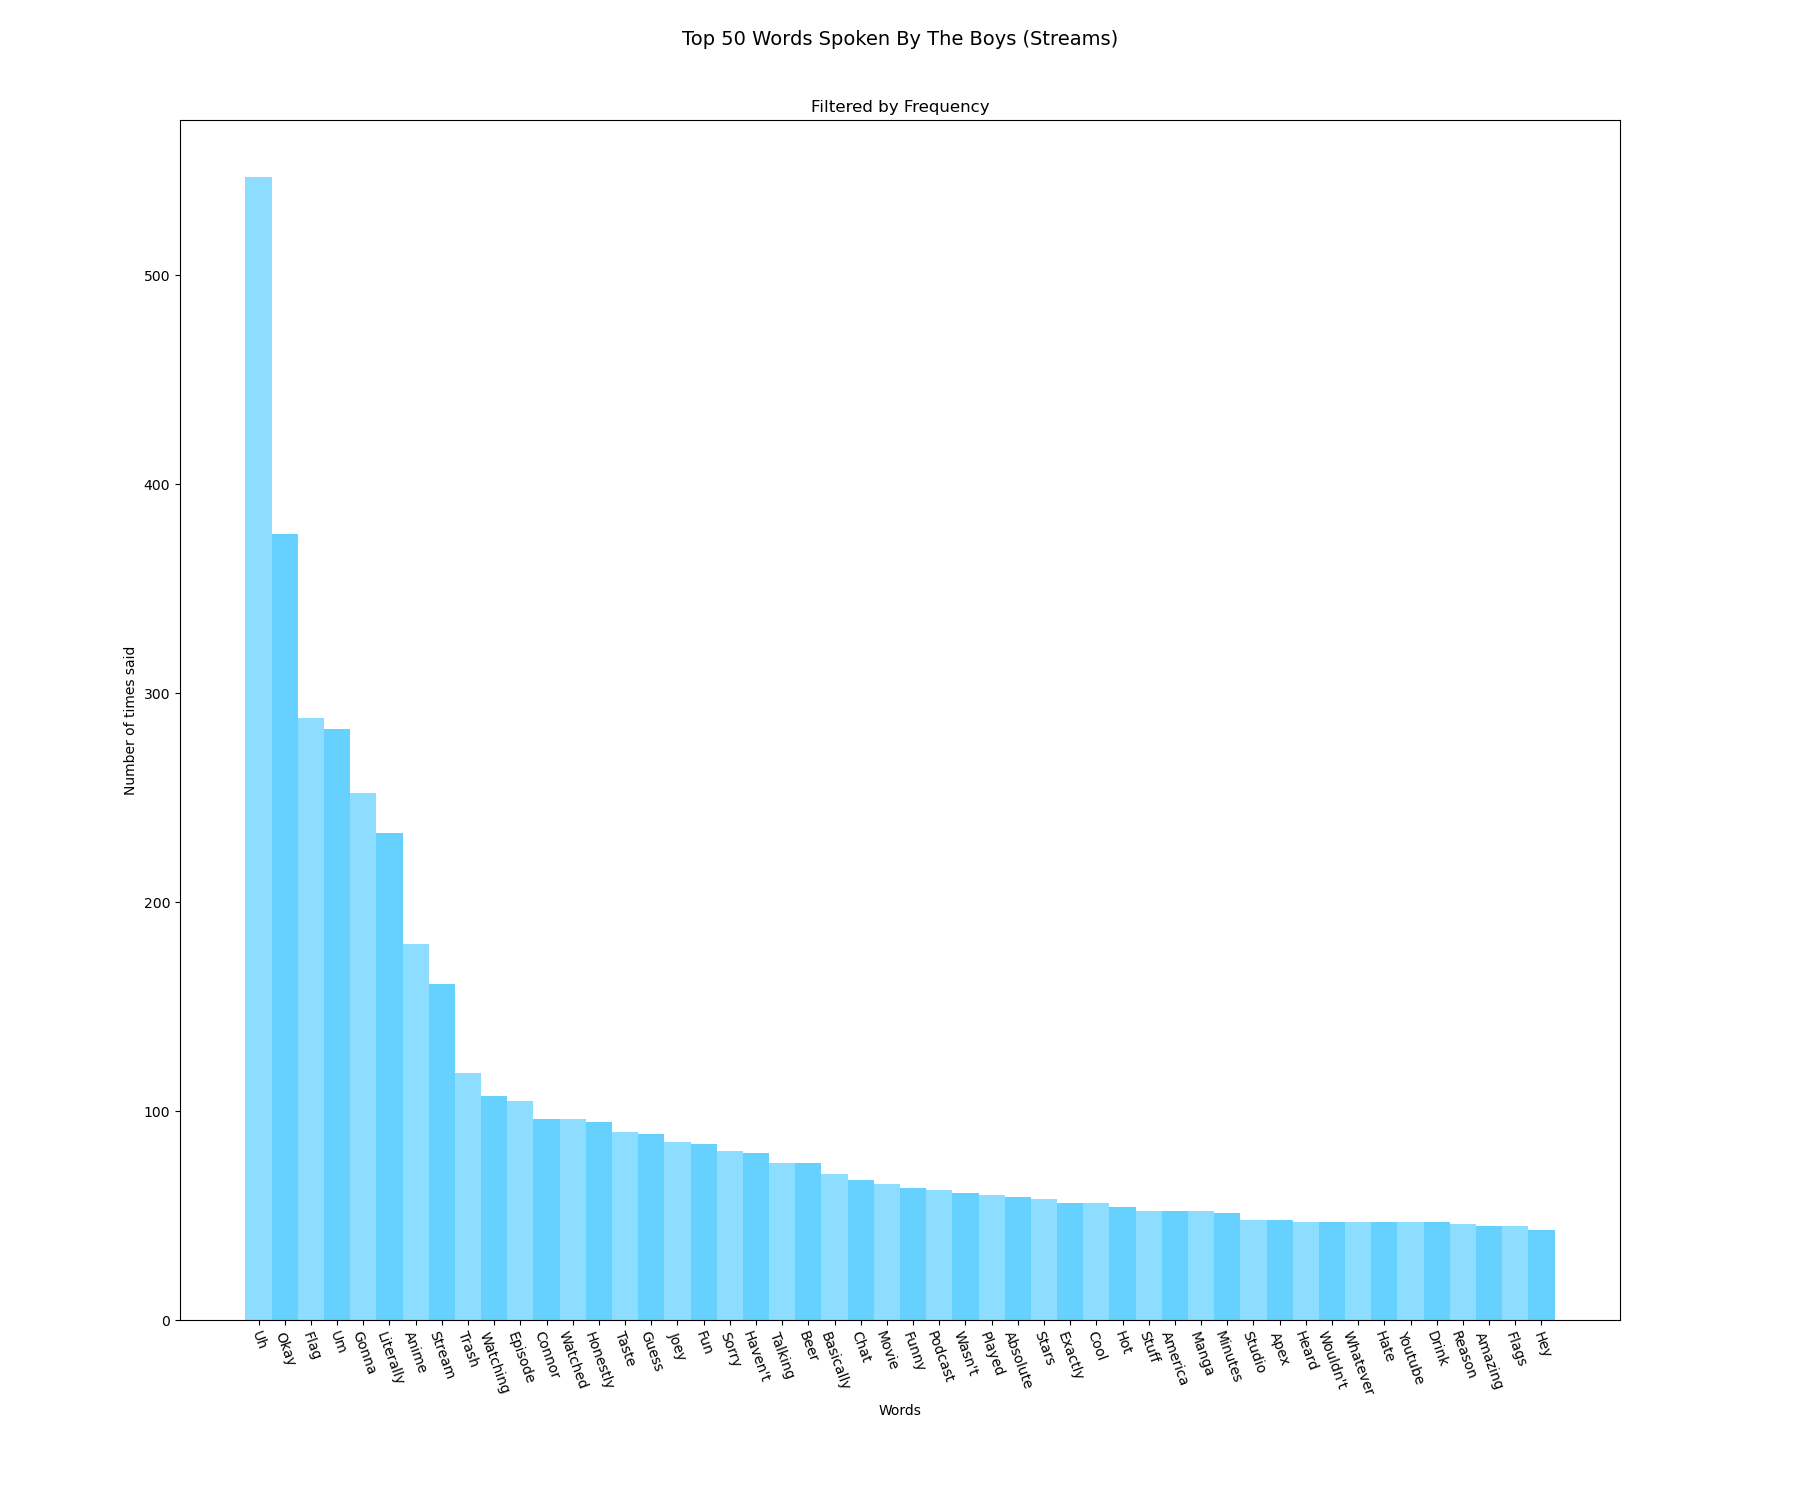 Top 50 Words Spoken By The Boys (Streams)
Filtered by Frequency
Number of times said
500
400
300
200
100
0
Uh
Okay
Flag
Um
Gonna
Literally
Anime
Stream
Trash
Watching
Episode
Connor
Watched
Honestly
Taste
Guess
Joey
Fun
Sorry
Haven't
Talking
Beer
Basically
Chat
Movie
Funny
Podcast
Wasn't
Played
Absolute
Stars
Exactly
Cool
Hot
Stuff
America
Manga
Minutes
Studio
Apex
Heard
Wouldn't
Whatever
Hate
Youtube
Drink
Reason
Amazing
Flags
Hey
Words